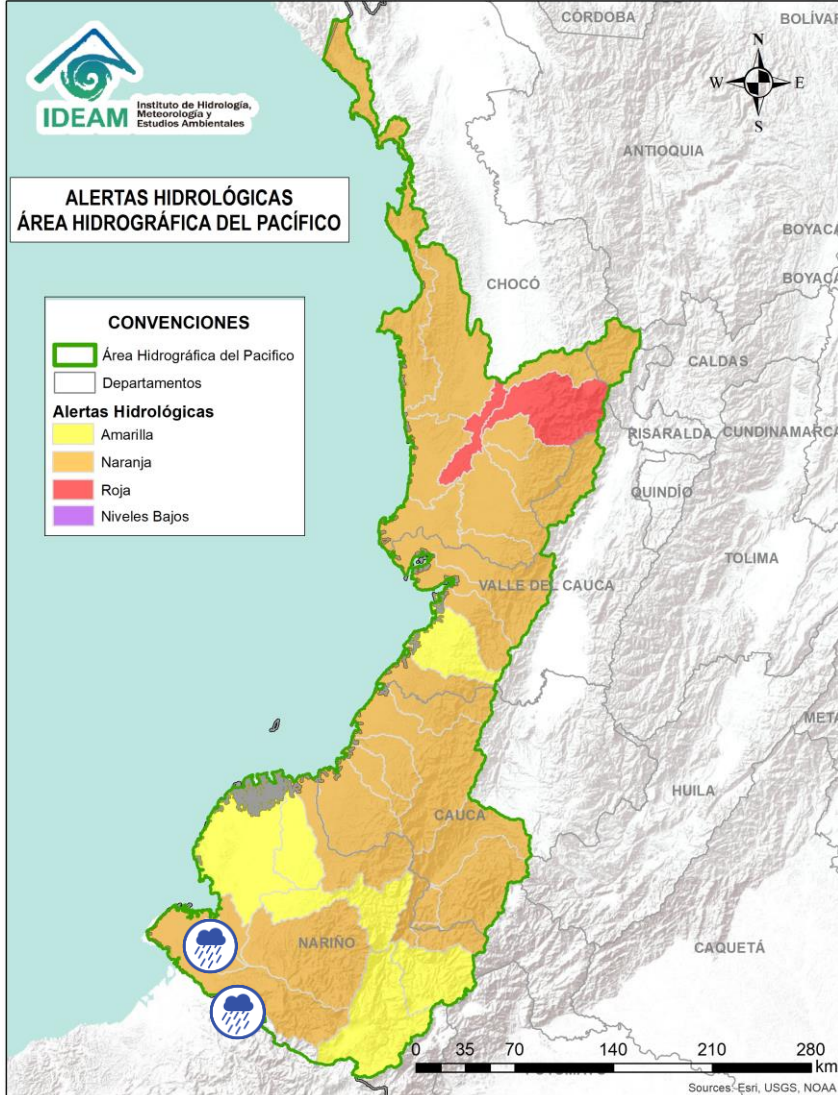 CÓRDOBA
BOLÍVAR
IDEAM
Instituto de Hidrología,
Meteorología y
Estudios Ambientales
N
W E
S
ANTIOQUIA
ALERTAS HIDROLÓGICAS
ÁREA HIDROGRÁFICA DEL PACÍFICO
BOYACÁ
BOYACÁ
CHOCÓ
CONVENCIONES
Área Hidrográfica del Pacifico
Departamentos
Alertas Hidrológicas
Amarilla
Naranja
Roja
Niveles Bajos
CALDAS
RISARALDA
CUNDINAMARCA
QUINDÍO
TOLIMA
VALLE DEL CAUCA
META
HUILA
CAUCA
NARIÑO
CAQUETÁ
0 35 70 140 210 280
km
Sources: Esri, USGS, NOAA